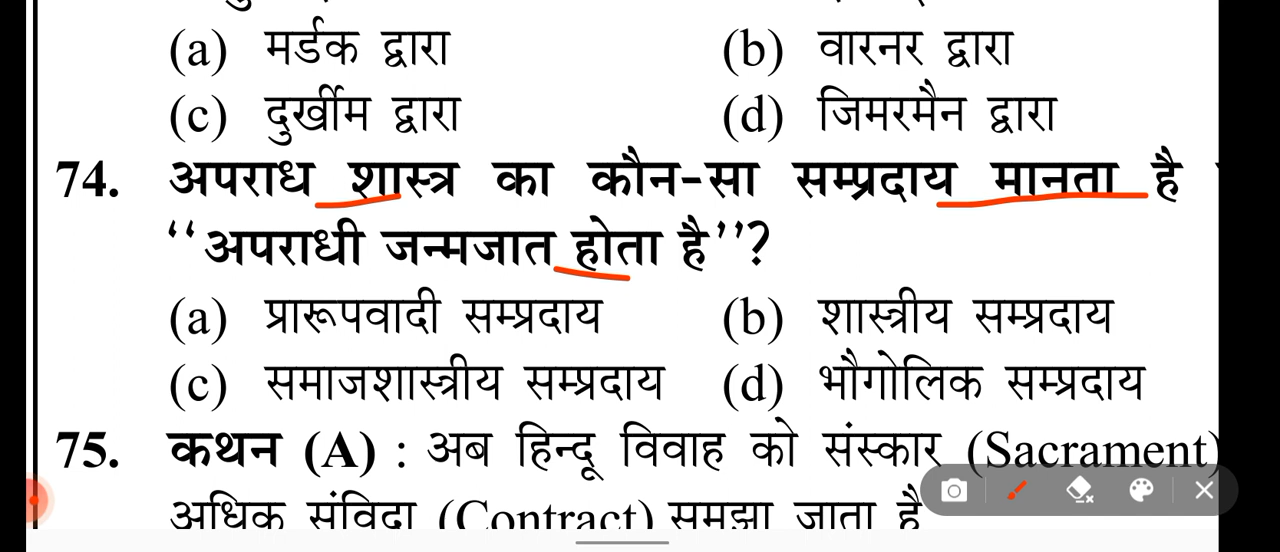 (a) मर्डक द्वारा (b) वारनर द्वारा
(c) दुर्खीम द्वारा (d) जिमरमैन द्वारा
74. अपराध शास्त्र का कौन-सा सम्प्रदाय मानता है
‘‘अपराधी जन्मजात होता है’’?
(a) प्रारूपवादी सम्प्रदाय (b) शास्त्रीय सम्प्रदाय
(c) समाजशास्त्रीय सम्प्रदाय (d) भौगोलिक सम्प्रदाय
75. कथन (A) : अब हिन्दू विवाह को संस्कार (Sacrament)
अधिक संविदा (Contract) समझा जाता है